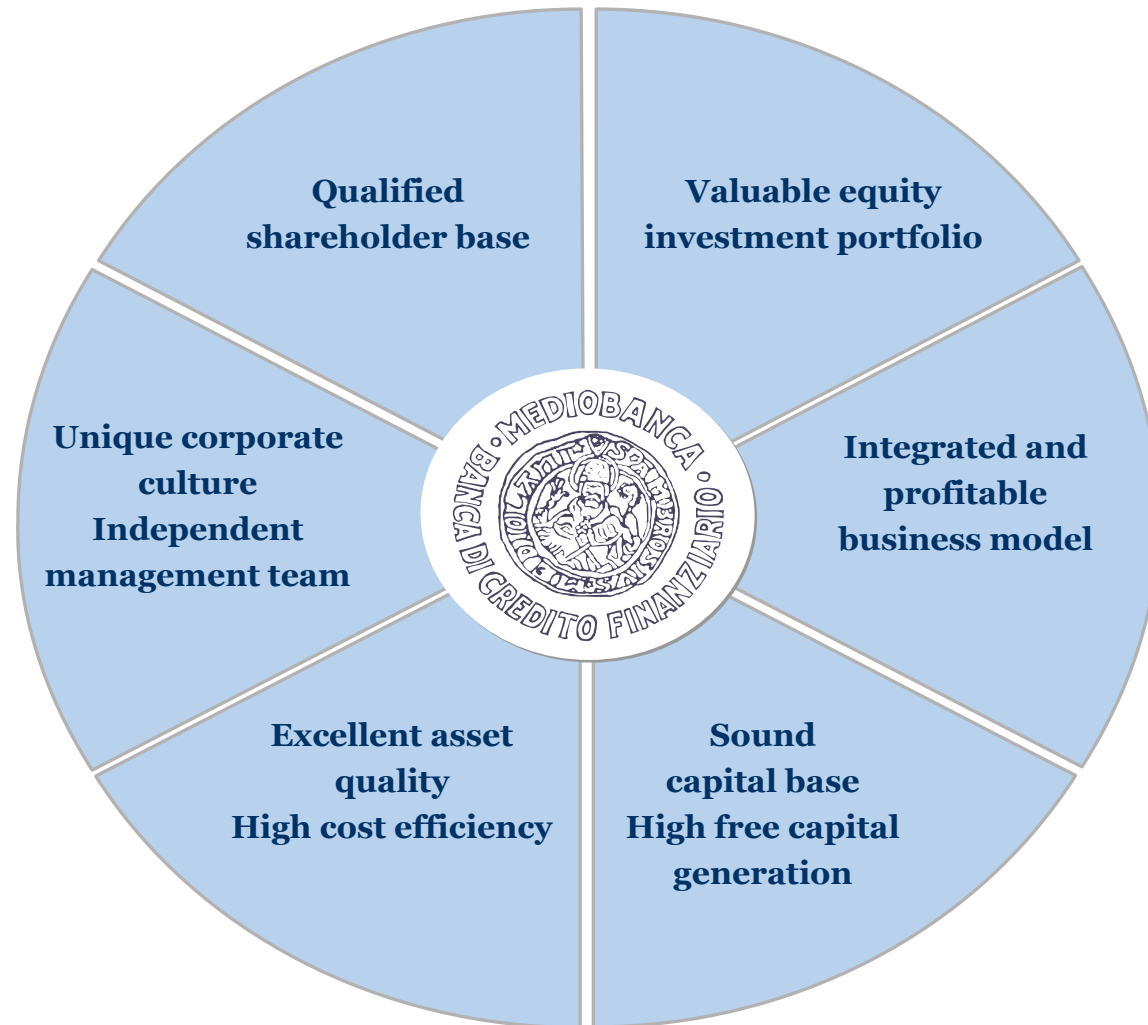 Qualified
shareholder base
Valuable equity
investment portfolio
Unique corporate
culture
Independent
management team
MEDIOBANCA · BANCA DI CREDITO FINANZIARIO ·
Integrated and
profitable
business model
Excellent asset
quality
High cost efficiency
Sound
capital base
High free capital
generation